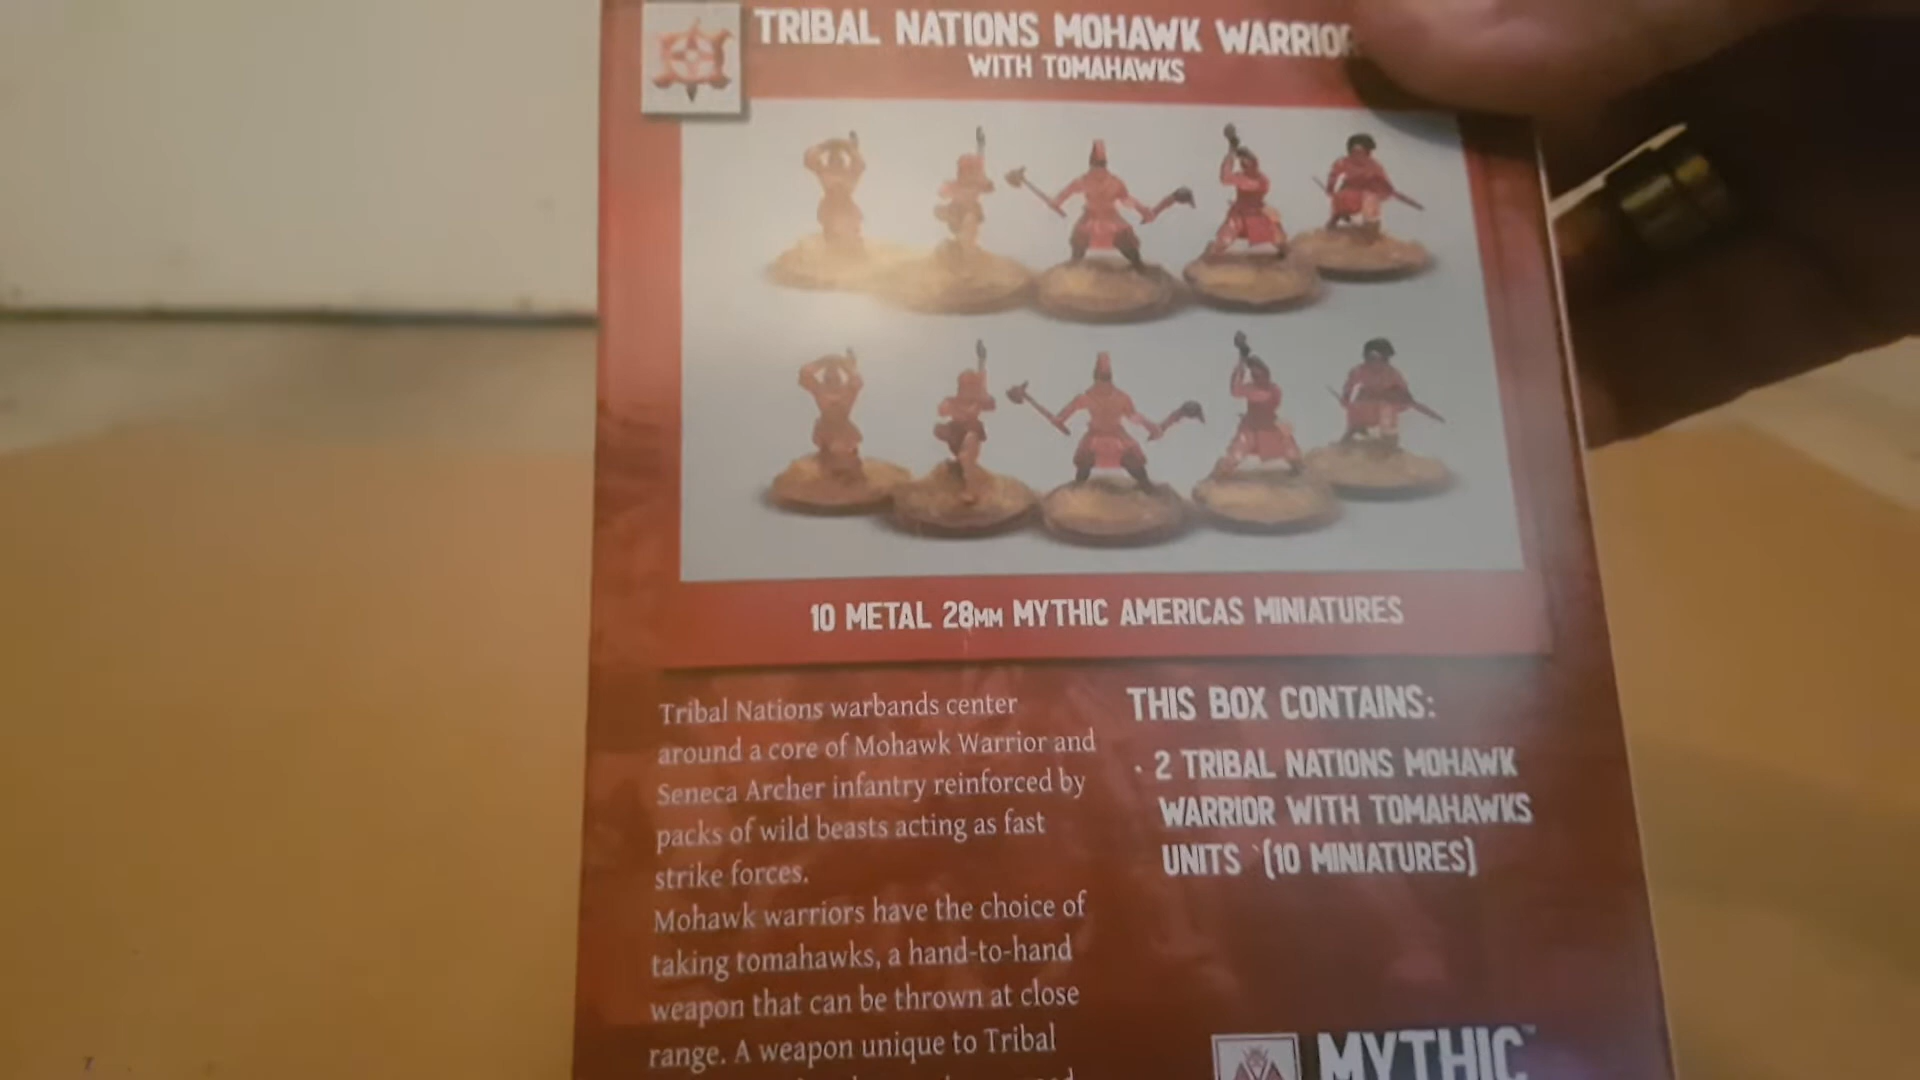 TRIBAL NATIONS MOHAWK WARRIOR
WITH TOMAHAWKS
10 METAL 28MM MYTHIC AMERICAS MINIATURES
Tribal Nations warbands center
around a core of Mohawk Warrior and
Seneca Archer infantry reinforced by
packs of wild beasts acting as fast
strike forces.
Mohawk warriors have the choice of
taking tomahawks, a hand-to-hand
weapon that can be thrown at close
range. A weapon unique to Tribal
THIS BOX CONTAINS:
· 2 TRIBAL NATIONS MOHAWK
WARRIOR WITH TOMAHAWKS
UNITS (10 MINIATURES)
MYTHIC™